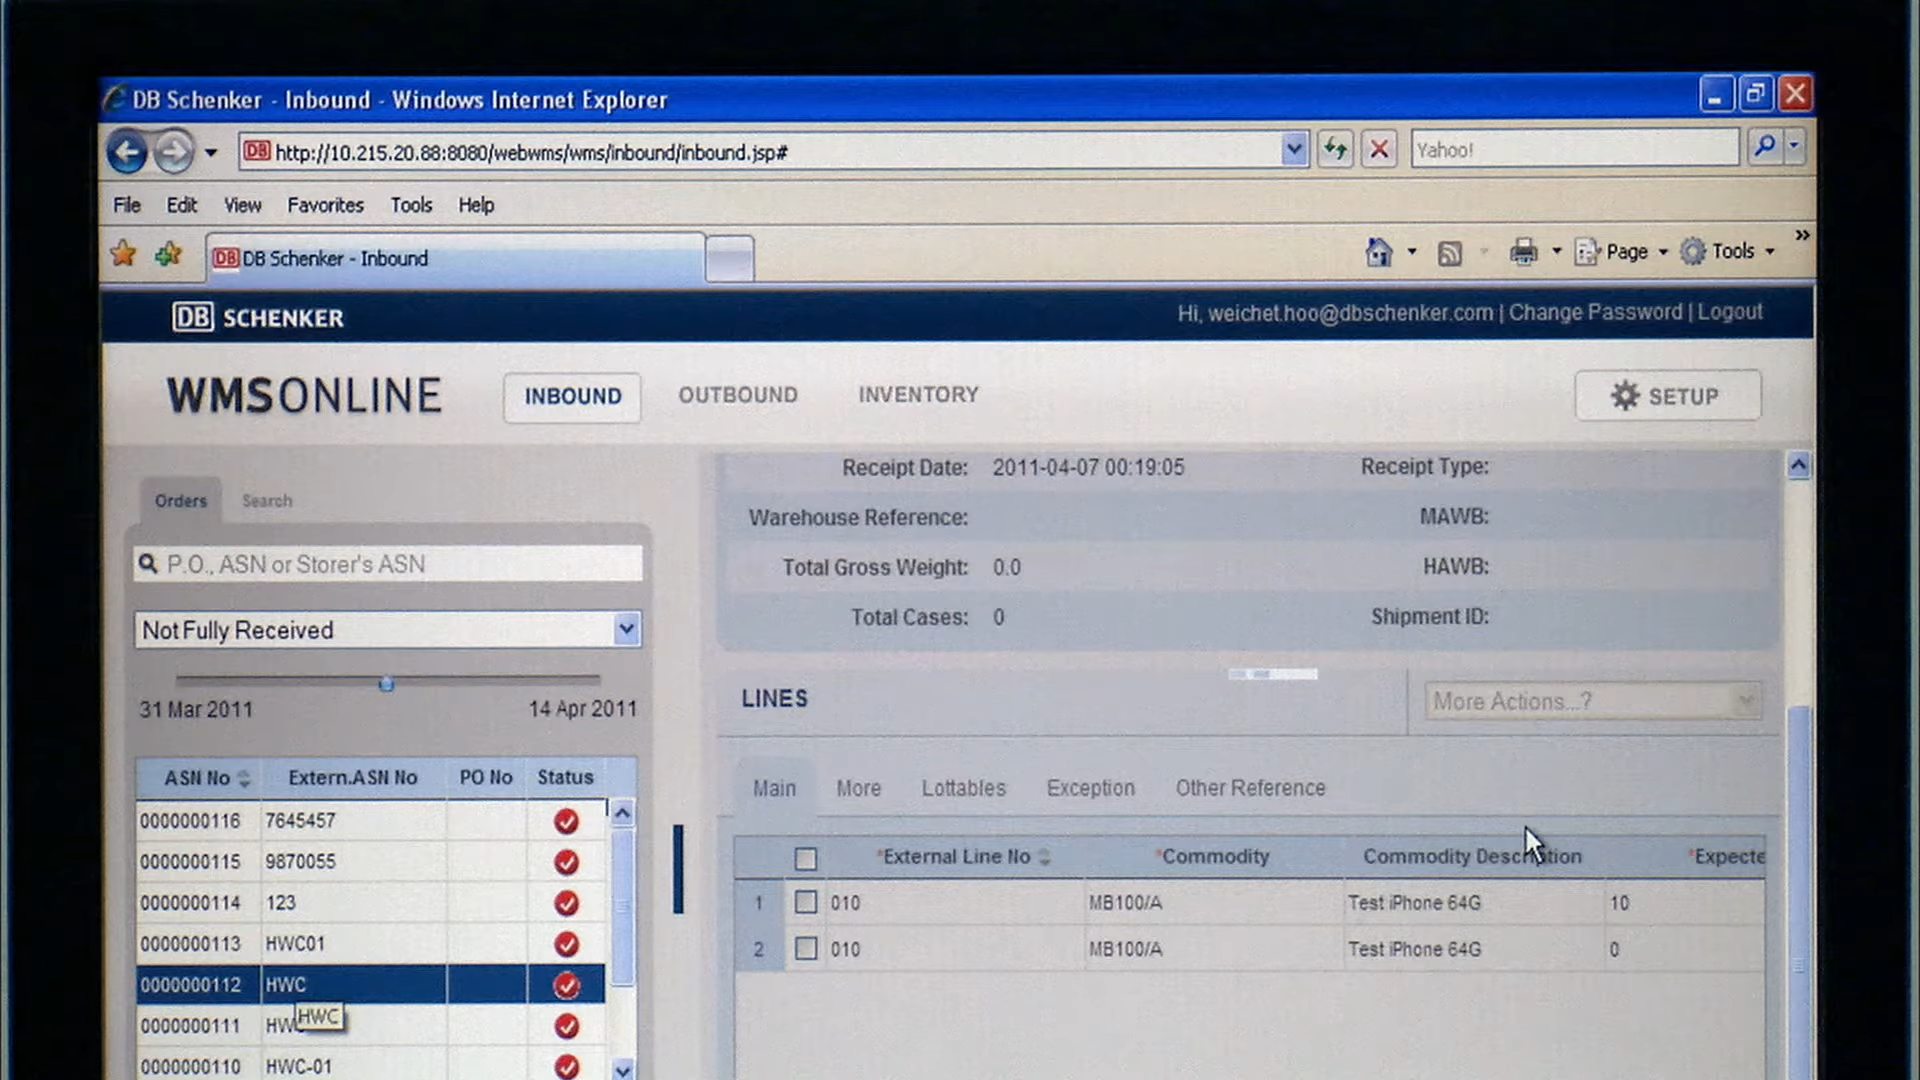 DB Schenker - Inbound - Windows Internet Explorer
DB http://10.215.20.88:8080/webwms/wms/inbound/inbound.jsp#
Yahoo!
File Edit View Favorites Tools Help
DB DB Schenker - Inbound
Page Tools
DB SCHENKER
Hi, weichet.hoo@dbschenker.com | Change Password | Logout
WMSONLINE INBOUND OUTBOUND INVENTORY SETUP
Orders Search
P.O., ASN or Storer's ASN
Not Fully Received
31 Mar 2011 14 Apr 2011
ASN No Extern.ASN No PO No Status
0000000116 7645457
0000000115 9870055
0000000114 123
0000000113 HWC01
0000000112 HWC
HWC
0000000111
0000000110 HWC-01
Receipt Date: 2011-04-07 00:19:05 Receipt Type:
Warehouse Reference: MAWB:
Total Gross Weight: 0.0 HAWB:
Total Cases: 0 Shipment ID:
LINES More Actions...?
Main More Lottables Exception Other Reference
*External Line No *Commodity Commodity Description *Expecte
1 010 MB100/A Test iPhone 64G 10
2 010 MB100/A Test iPhone 64G 0